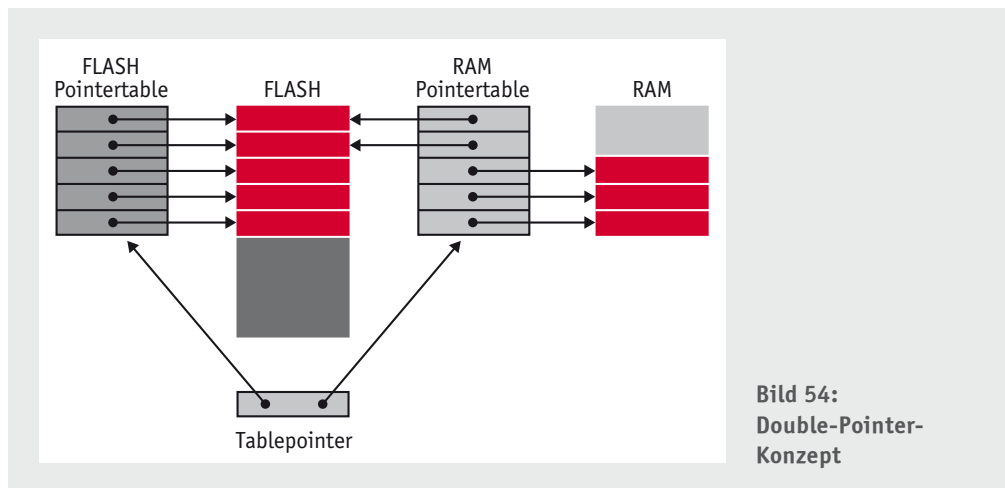 FLASH
Pointertable
FLASH
RAM
Pointertable
RAM
Tablepointer
Bild 54:
Double-Pointer-
Konzept